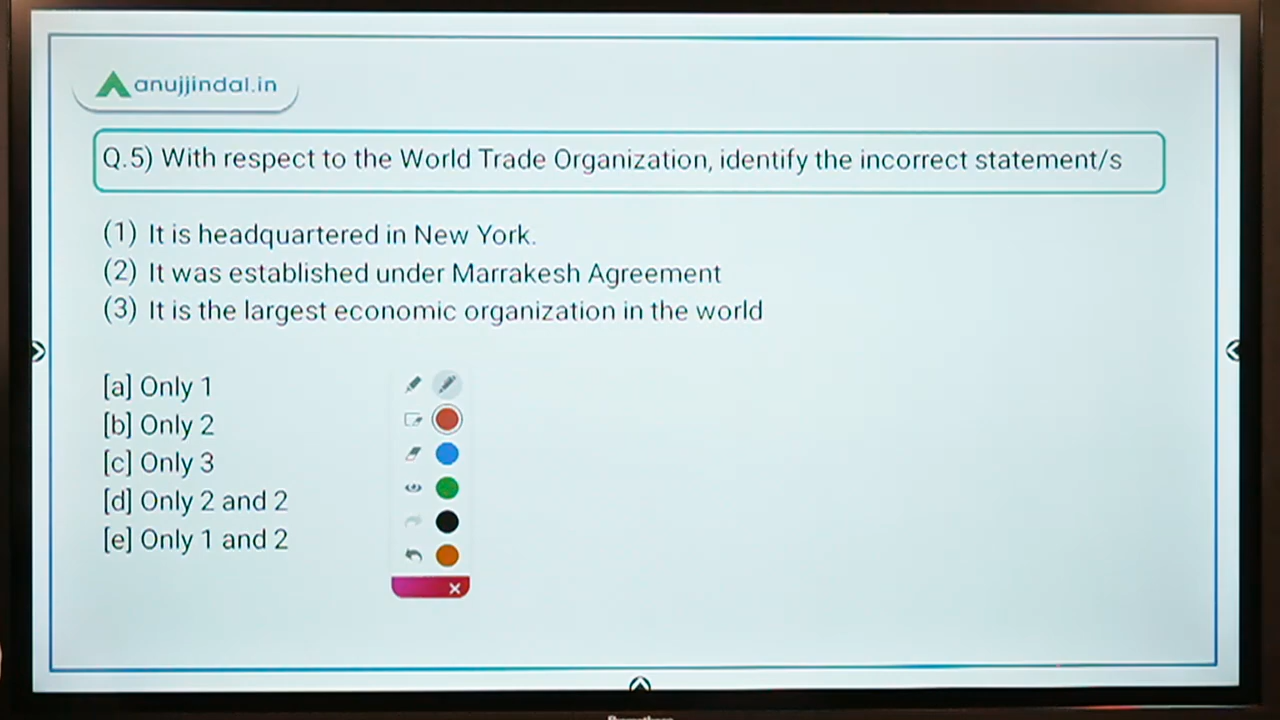 anujjindal.in
Q.5) With respect to the World Trade Organization, identify the incorrect statement/s
(1) It is headquartered in New York.
(2) It was established under Marrakesh Agreement
(3) It is the largest economic organization in the world
[a] Only 1
[b] Only 2
[c] Only 3
[d] Only 2 and 2
[e] Only 1 and 2